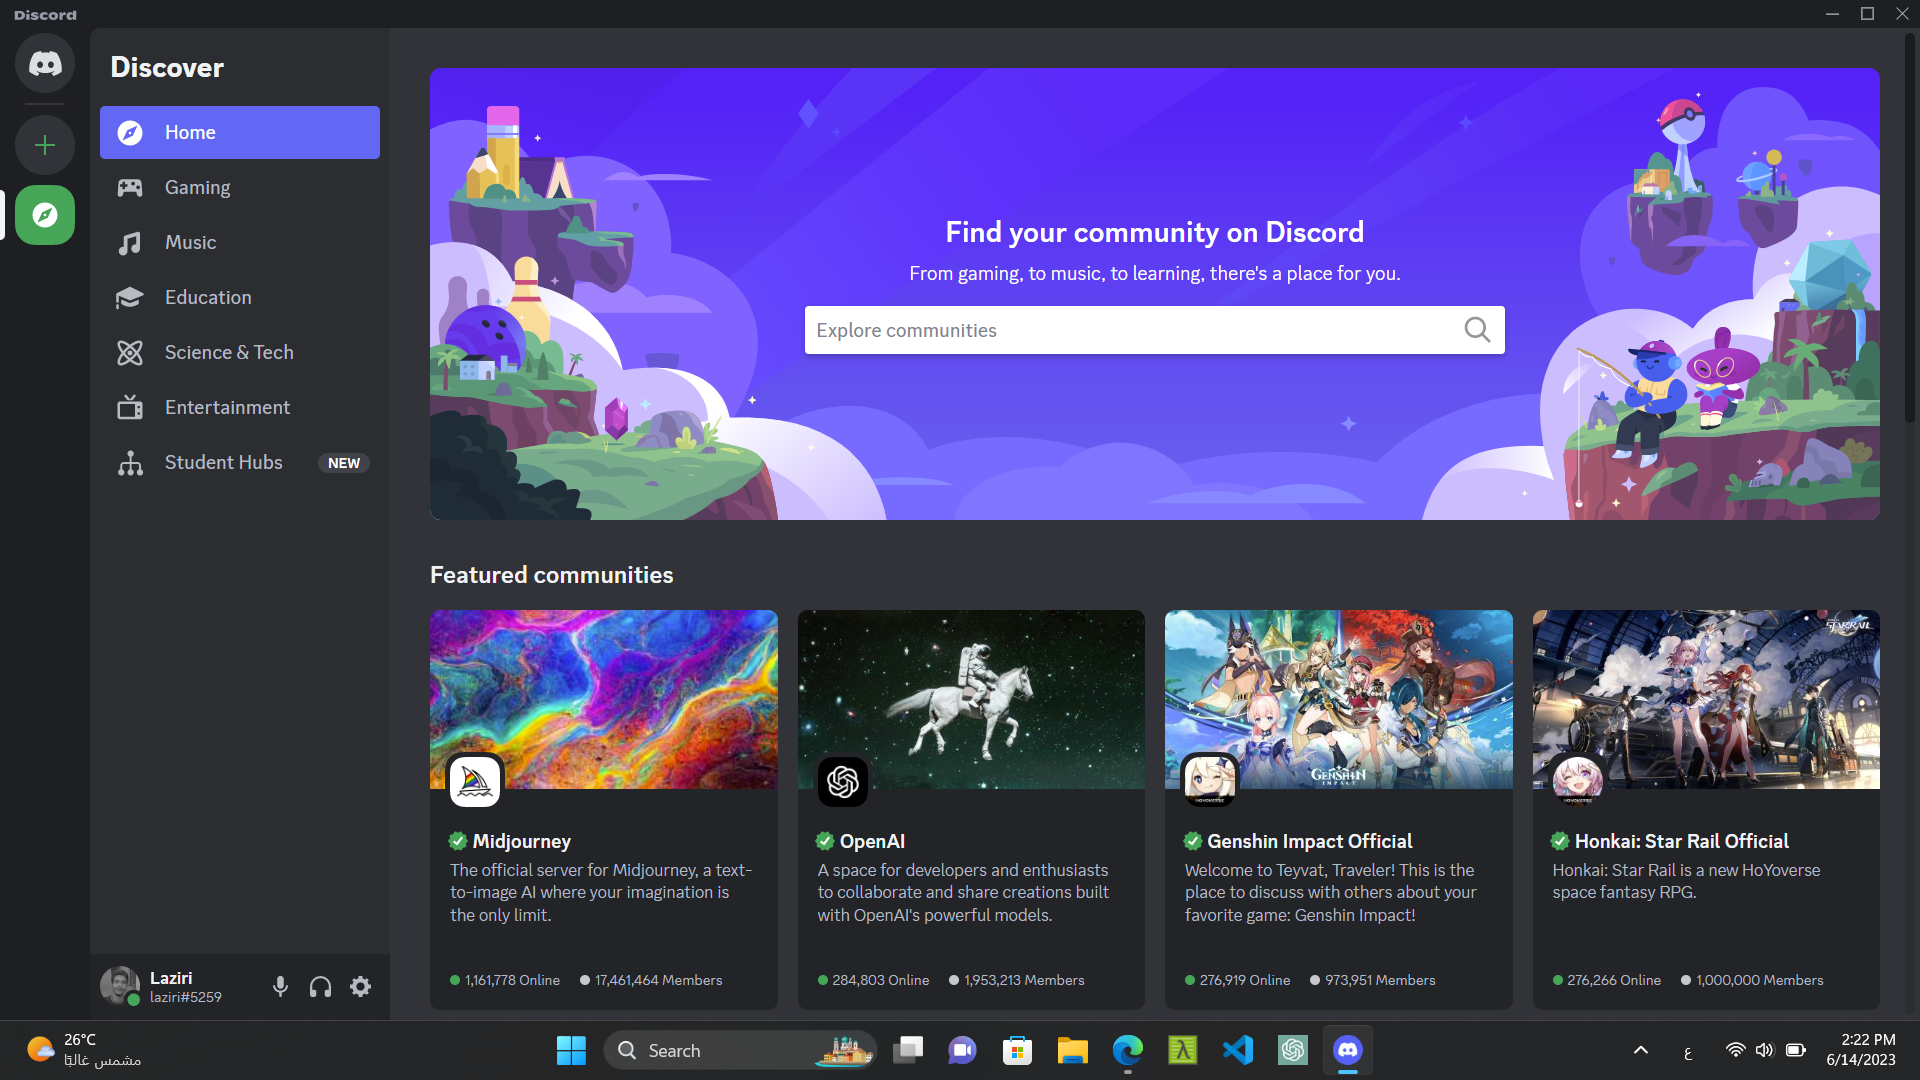 Discord
Discover
Home
Gaming
Music
Education
Science & Tech
Entertainment
Student Hubs NEW
Find your community on Discord
From gaming, to music, to learning, there's a place for you.
Explore communities
Featured communities
STAR RAIL
GENSHIN
IMPACT
HOYOVERSE
HOYOVERSE
Midjourney
The official server for Midjourney, a text-
to-image AI where your imagination is
the only limit.
1,161,778 Online 17,461,464 Members
OpenAI
A space for developers and enthusiasts
to collaborate and share creations built
with OpenAI's powerful models.
284,803 Online 1,953,213 Members
Genshin Impact Official
Welcome to Teyvat, Traveler! This is the
place to discuss with others about your
favorite game: Genshin Impact!
276,919 Online 973,951 Members
Honkai: Star Rail Official
Honkai: Star Rail is a new HoYoverse
space fantasy RPG.
276,266 Online 1,000,000 Members
Laziri
laziri#5259
26°C
مشمس غالبًا
Search
ع
2:22 PM
6/14/2023